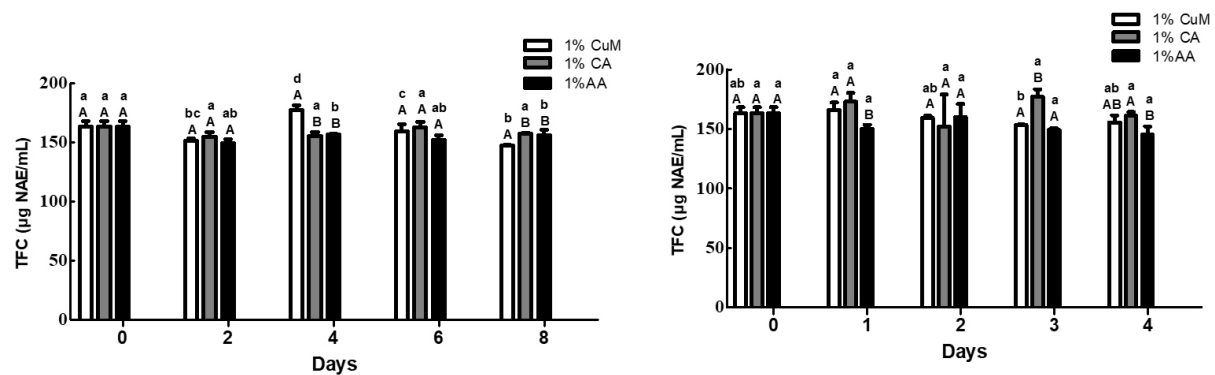 1% CuM
1% CA
1%AA
200
150
100
50
0
TFC (µg NAE/mL)
a a a
A A A
bc a ab
A A A
d a b
A B B
c a ab
A A A
b a b
A B B
0 2 4 6 8
Days
1% CuM
1% CA
1%AA
200
150
100
50
0
TFC (µg NAE/mL)
ab a a
A A A
a a a
A A B
ab a a
A A A
b a a
A B A
ab a a
AB A B
0 1 2 3 4
Days